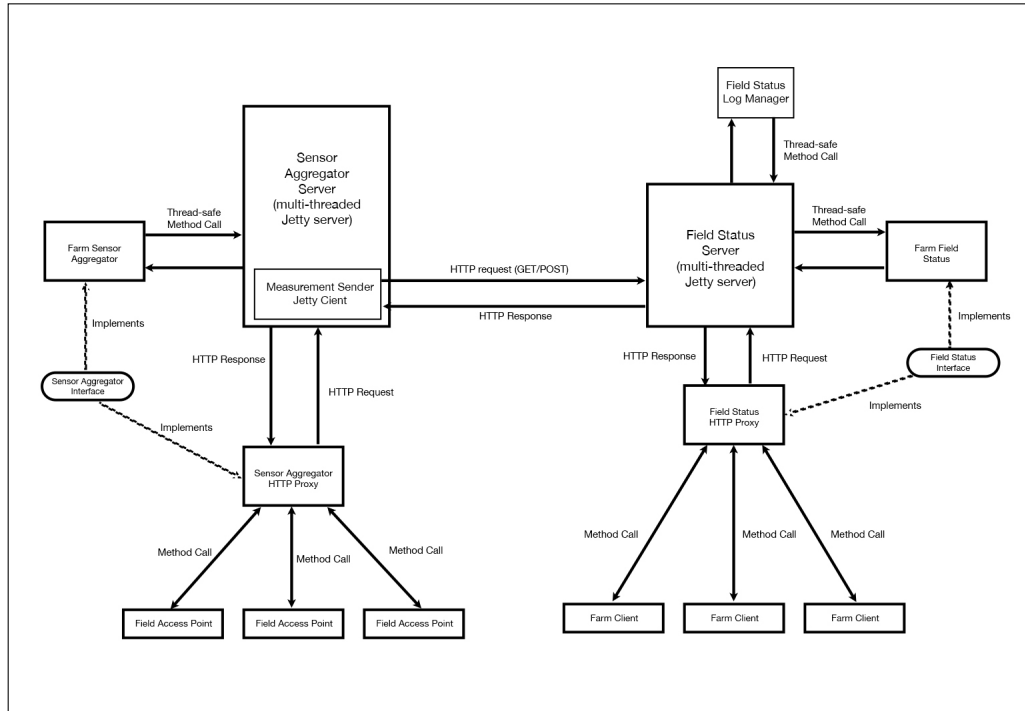 Field Status
Log Manager
Thread-safe
Method Call
Sensor
Aggregator
Server
(multi-threaded
Jetty server)
Thread-safe
Method Call
Farm Sensor
Aggregator
Measurement Sender
Jetty Cient
HTTP request (GET/POST)
HTTP Response
Field Status
Server
(multi-threaded
Jetty server)
Thread-safe
Method Call
Farm Field
Status
Implements
Sensor Aggregator
Interface
Implements
HTTP Response
HTTP Request
Sensor Aggregator
HTTP Proxy
Method Call
Method Call
Method Call
Field Access Point
Field Access Point
Field Access Point
HTTP Response
HTTP Request
Implements
Field Status
Interface
Implements
Field Status
HTTP Proxy
Method Call
Method Call
Method Call
Farm Client
Farm Client
Farm Client